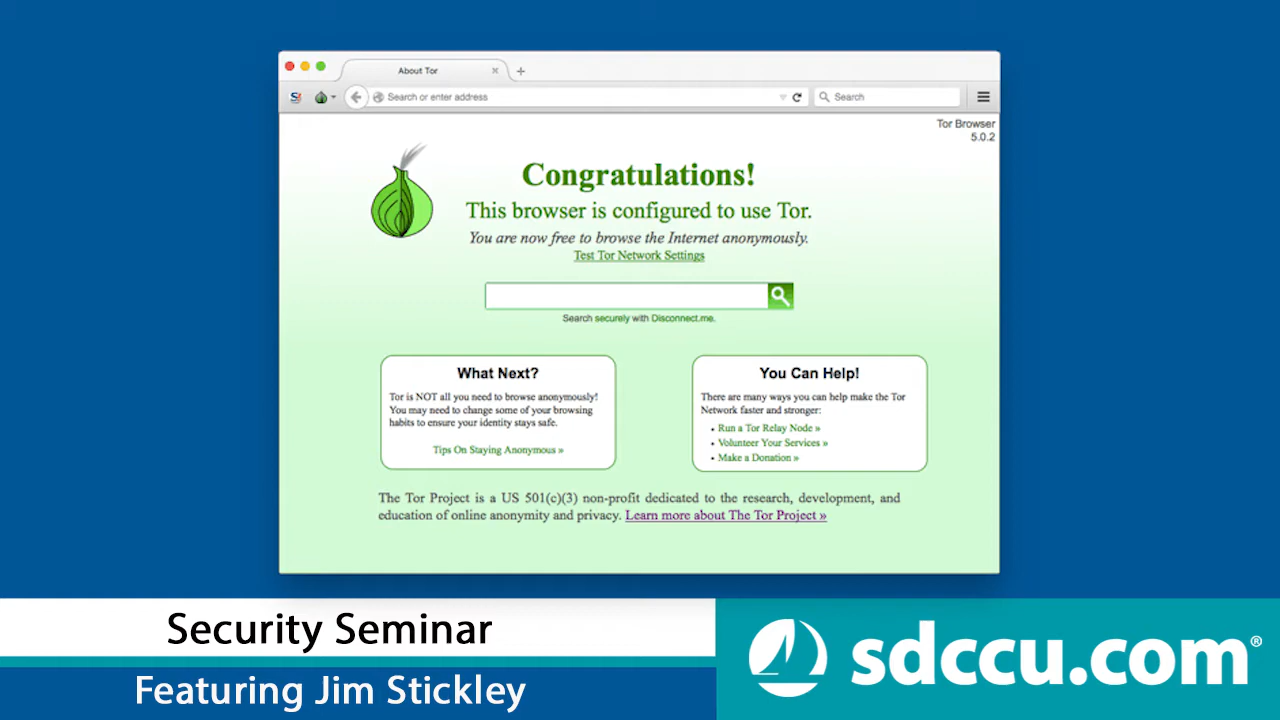 About Tor
Search or enter address
Search
Tor Browser
5.0.2
Congratulations!
This browser is configured to use Tor.
You are now free to browse the Internet anonymously.
Test Tor Network Settings
Search securely with Disconnect.me.
What Next?
Tor is NOT all you need to browse anonymously!
You may need to change some of your browsing
habits to ensure your identity stays safe.
Tips On Staying Anonymous »
You Can Help!
There are many ways you can help make the Tor
Network faster and stronger:
• Run a Tor Relay Node »
• Volunteer Your Services »
• Make a Donation »
The Tor Project is a US 501(c)(3) non-profit dedicated to the research, development, and
education of online anonymity and privacy. Learn more about The Tor Project »
Security Seminar
Featuring Jim Stickley
sdccu.com®